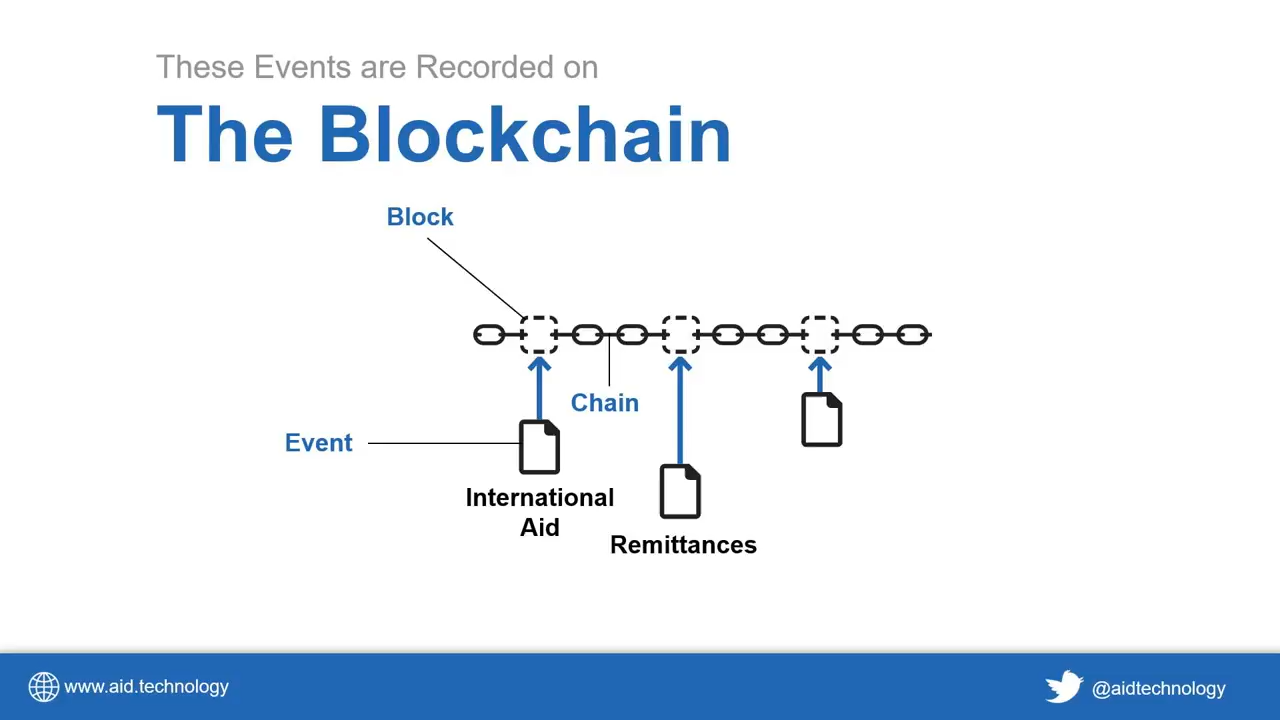 These Events are Recorded on
The Blockchain
Block
Chain
Event
International
Aid
Remittances
www.aid.technology
@aidtechnology